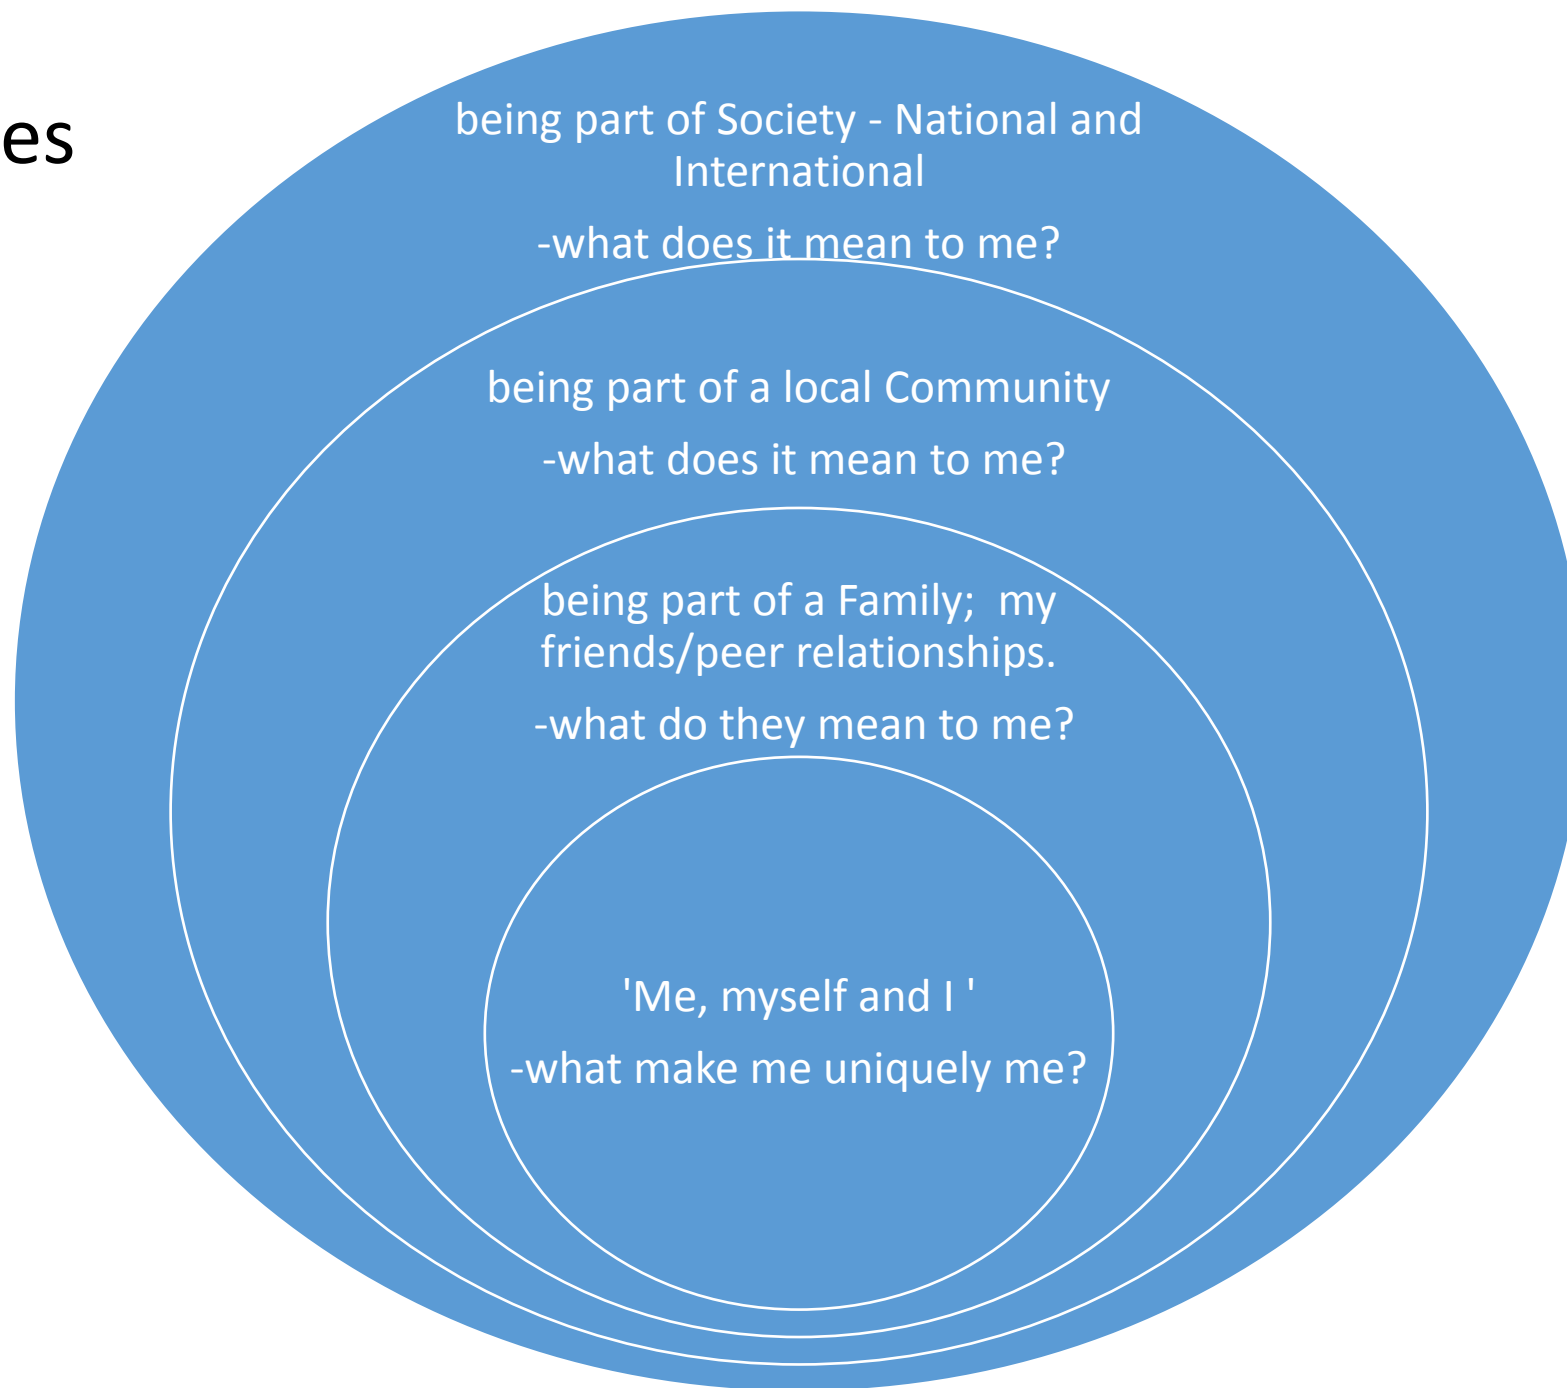 es
being part of Society - National and
International
-what does it mean to me?
being part of a local Community
-what does it mean to me?
being part of a Family;  my
friends/peer relationships.
-what do they mean to me?
'Me, myself and I '
-what make me uniquely me?